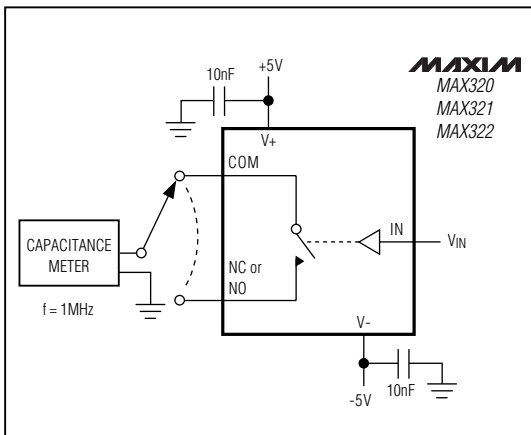 MAXIM
MAX320
MAX321
MAX322
10nF
+5V
V+
COM
IN
VIN
CAPACITANCE
METER
NC or
NO
f = 1MHz
V-
10nF
-5V